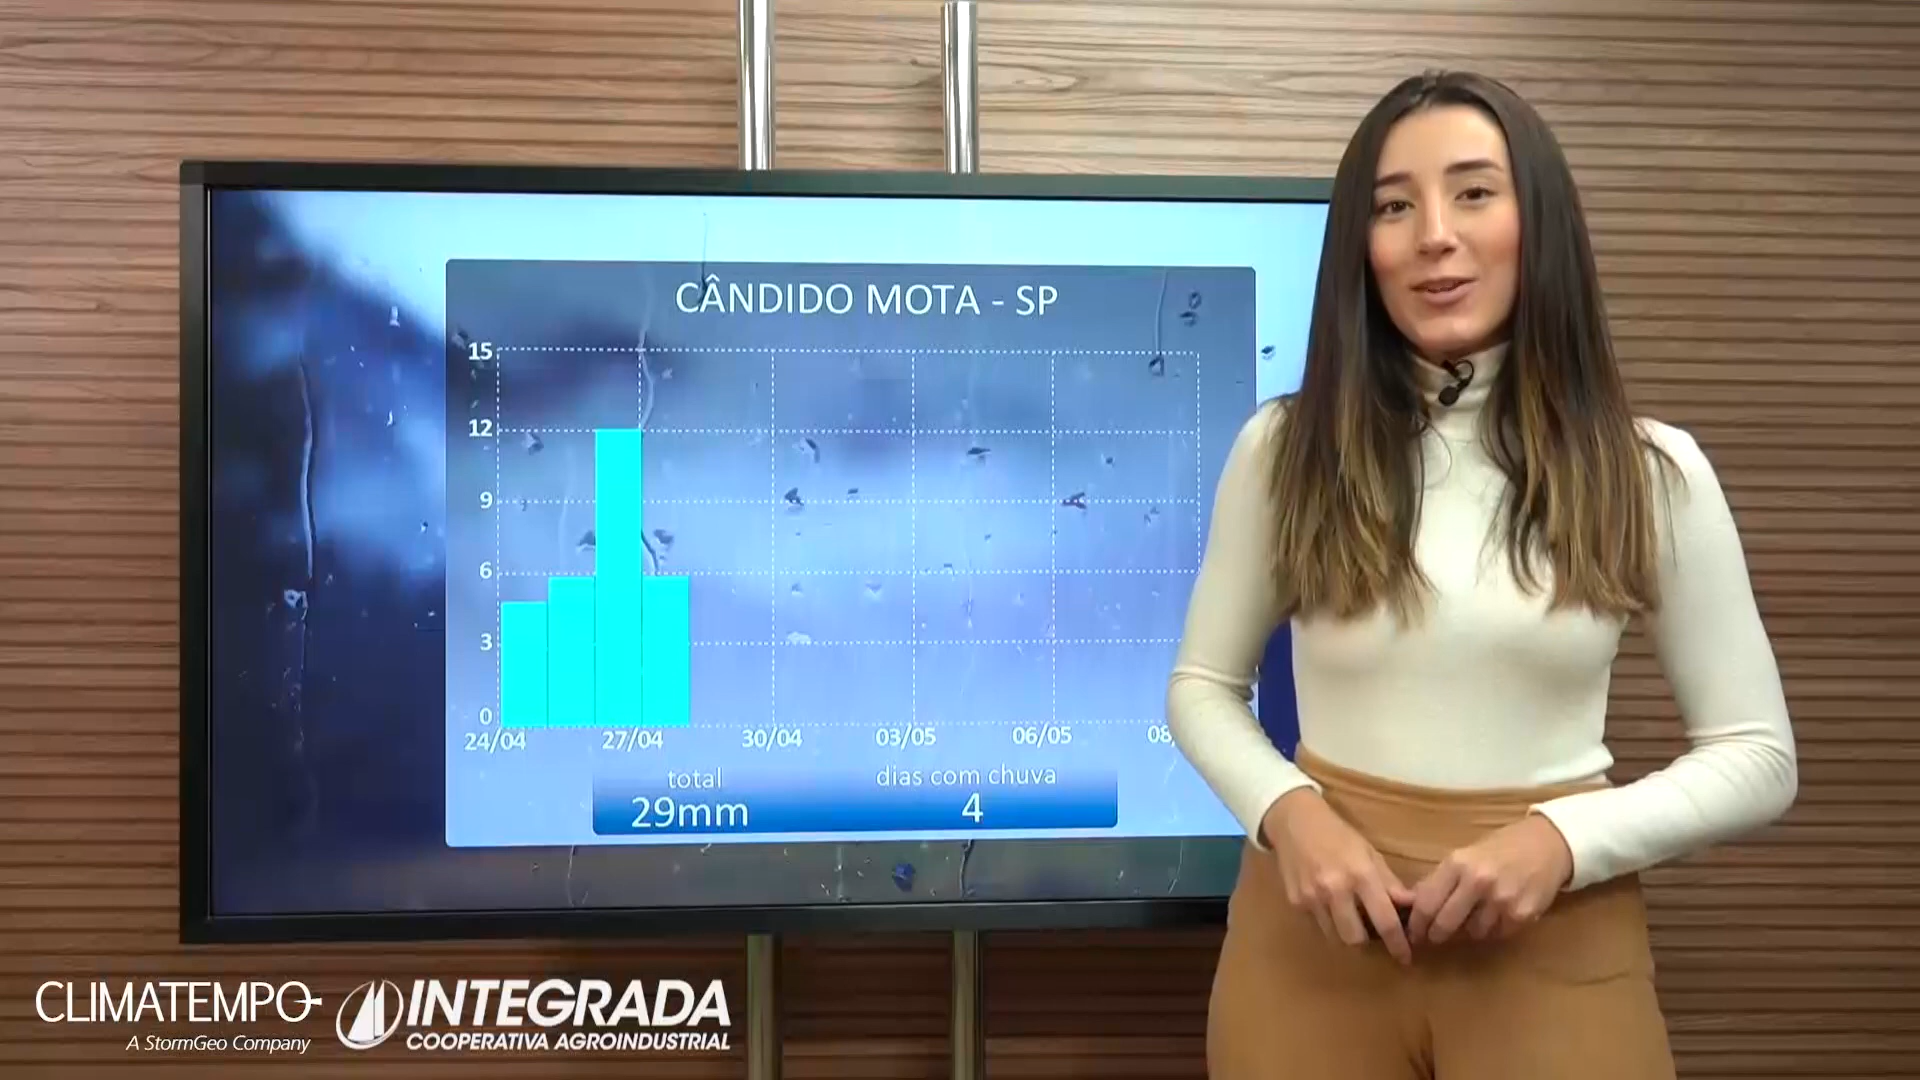 CÂNDIDO MOTA - SP
15
12
9
6
3
0
24/04 27/04 30/04 03/05 06/05
total dias com chuva
29mm 4
CLIMATEMPO
A StormGeo Company
INTEGRADA
COOPERATIVA AGROINDUSTRIAL